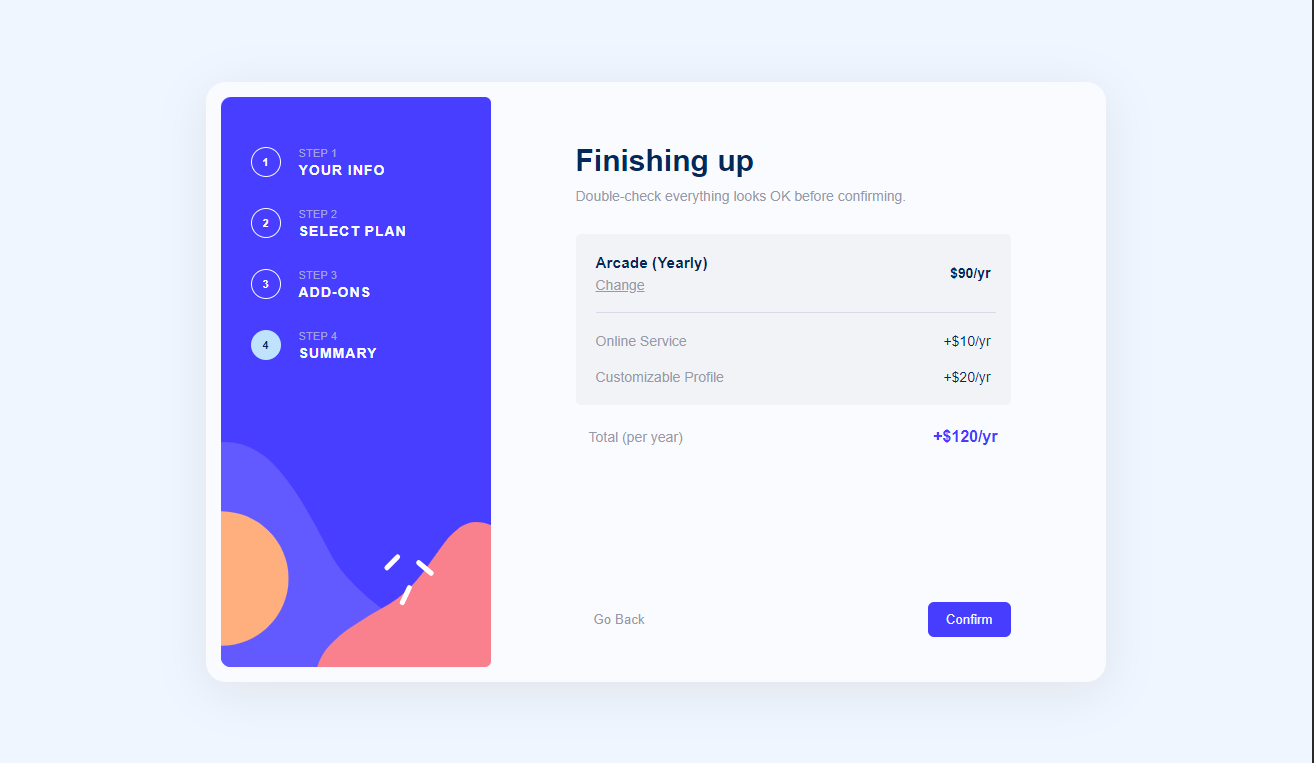 1
STEP 1
YOUR INFO
2
STEP 2
SELECT PLAN
3
STEP 3
ADD-ONS
4
STEP 4
SUMMARY
Finishing up
Double-check everything looks OK before confirming.
Arcade (Yearly)
Change
$90/yr
Online Service +$10/yr
Customizable Profile +$20/yr
Total (per year) +$120/yr
Go Back Confirm